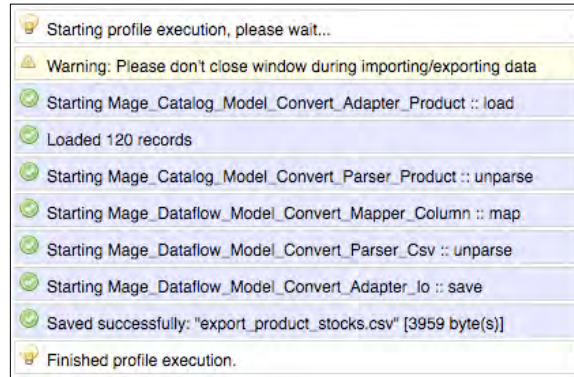 Starting profile execution, please wait...
Warning: Please don't close window during importing/exporting data
Starting Mage_Catalog_Model_Convert_Adapter_Product :: load
Loaded 120 records
Starting Mage_Catalog_Model_Convert_Parser_Product :: unparse
Starting Mage_Dataflow_Model_Convert_Mapper_Column :: map
Starting Mage_Dataflow_Model_Convert_Parser_Csv :: unparse
Starting Mage_Dataflow_Model_Convert_Adapter_Io :: save
Saved successfully: "export_product_stocks.csv" [3959 byte(s)]
Finished profile execution.